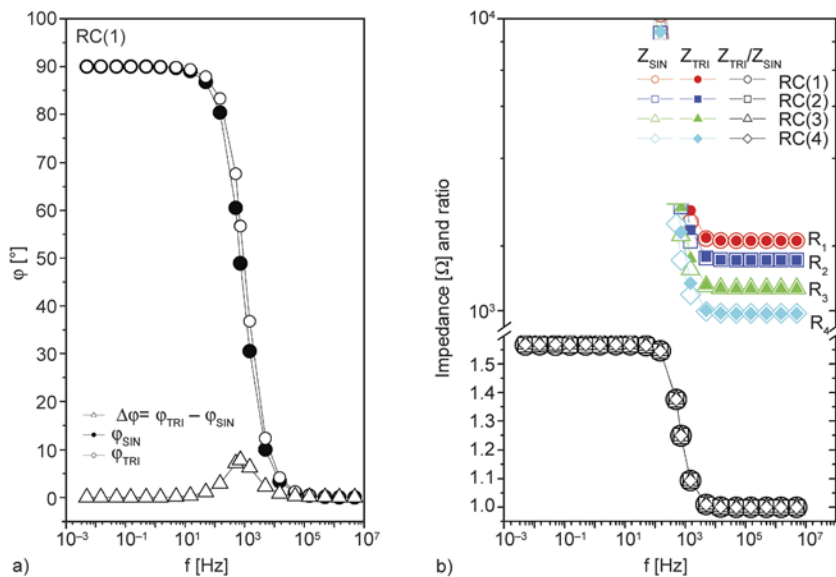 RC(1)
100
90
80
70
60
50
40
30
20
10
0
φ [°]
Δφ= φTRI − φSIN
φSIN
φTRI
10⁻³ 10⁻¹ 10¹ 10³ 10⁵ 10⁷
f [Hz]
a)
10⁴
10³
1.5
1.4
1.3
1.2
1.1
1.0
Impedance [Ω] and ratio
ZSIN ZTRI ZTRI/ZSIN
RC(1)
RC(2)
RC(3)
RC(4)
R₁
R₂
R₃
R₄
10⁻³ 10⁻¹ 10¹ 10³ 10⁵ 10⁷
f [Hz]
b)